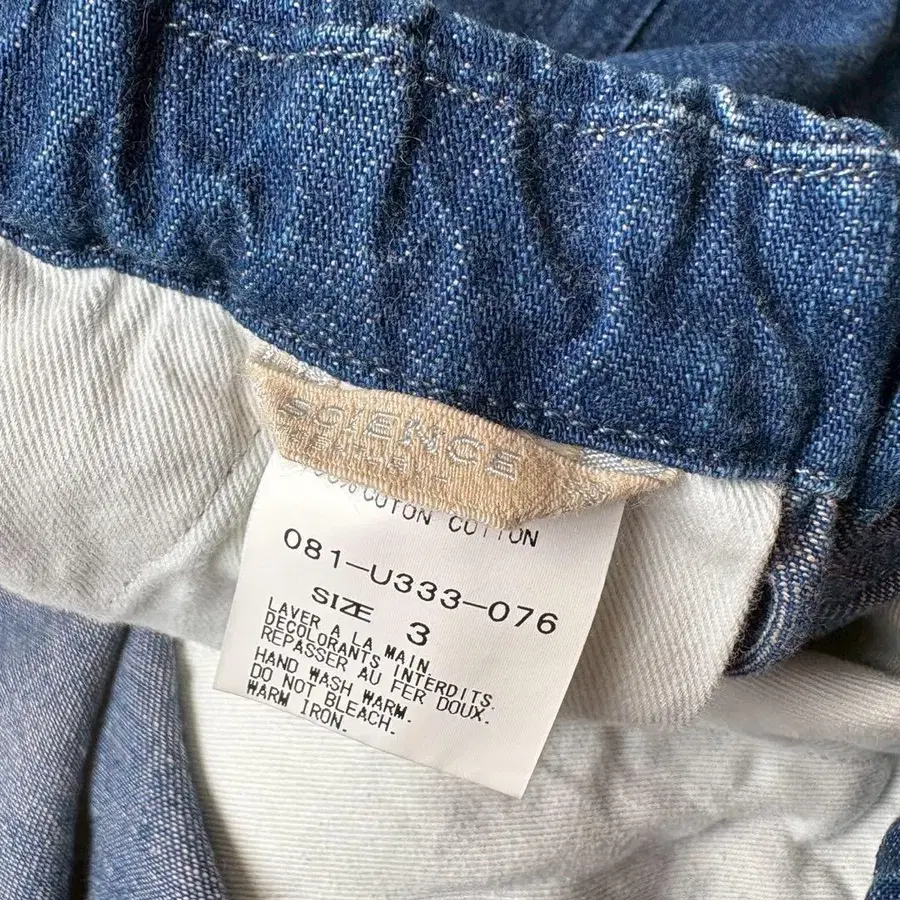 SCIENCE
COTON COTTON
081-U333-076
SIZE 3
LAVER A LA MAIN
DECOLORANTS INTERDITS.
REPASSER AU FER DOUX.
HAND WASH WARM.
DO NOT BLEACH.
WARM IRON.